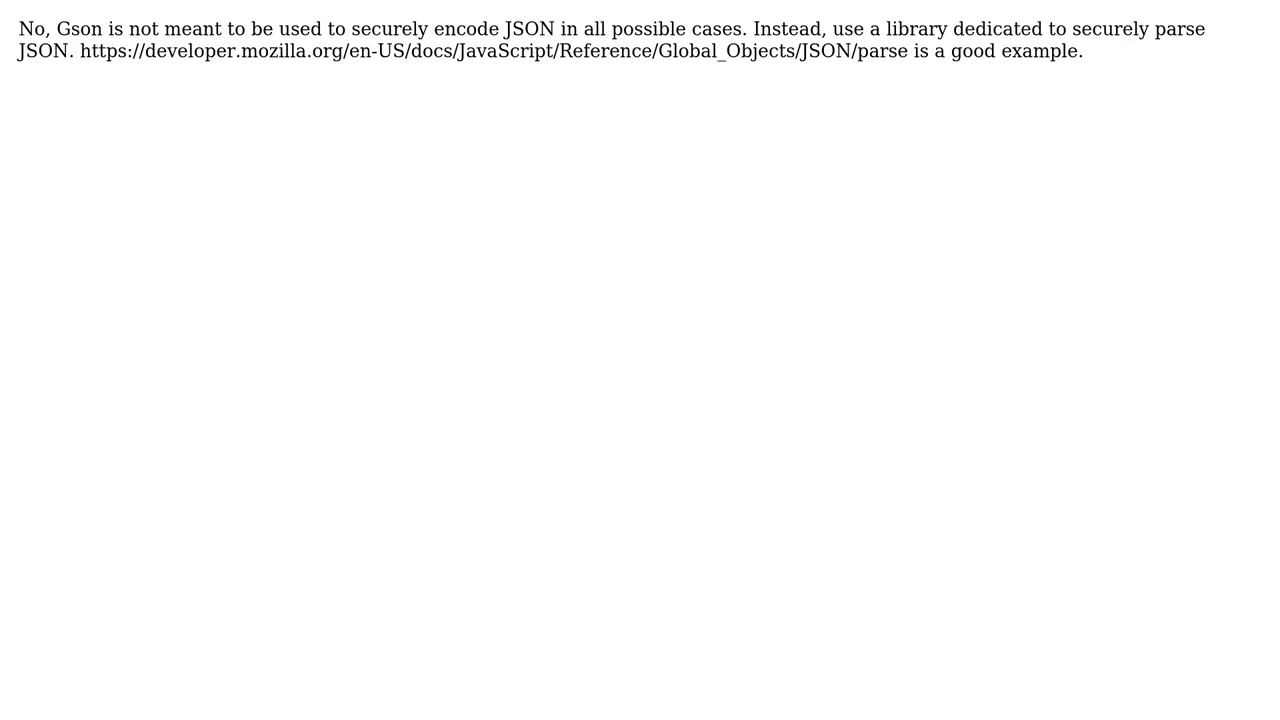 No, Gson is not meant to be used to securely encode JSON in all possible cases. Instead, use a library dedicated to securely parse
JSON. https://developer.mozilla.org/en-US/docs/JavaScript/Reference/Global_Objects/JSON/parse is a good example.